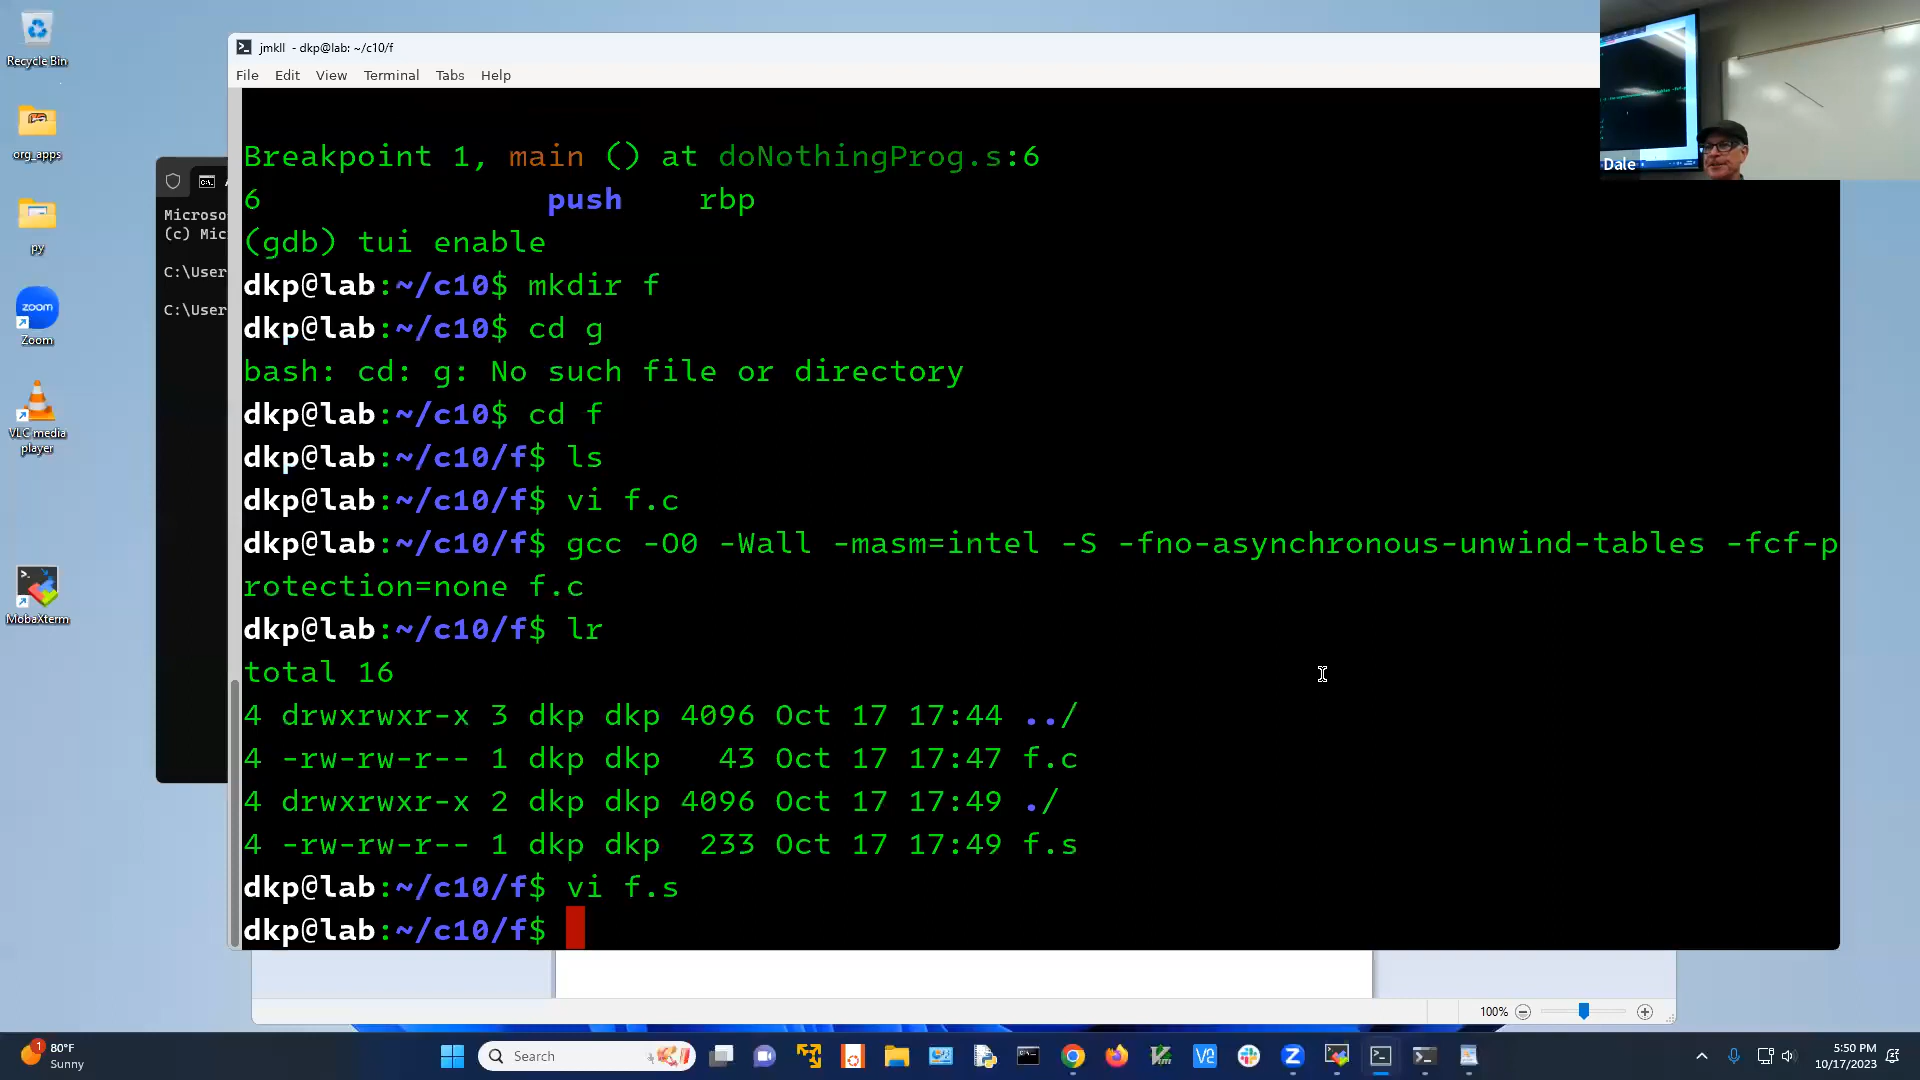 Recycle Bin
org_apps
py
zoom
Zoom
VLC media
player
MobaXterm
Microso
(c) Mic
C:\User
C:\User
jmkll - dkp@lab: ~/c10/f
File Edit View Terminal Tabs Help
Breakpoint 1, main () at doNothingProg.s:6
6 push rbp
(gdb) tui enable
dkp@lab:~/c10$ mkdir f
dkp@lab:~/c10$ cd g
bash: cd: g: No such file or directory
dkp@lab:~/c10$ cd f
dkp@lab:~/c10/f$ ls
dkp@lab:~/c10/f$ vi f.c
dkp@lab:~/c10/f$ gcc -O0 -Wall -masm=intel -S -fno-asynchronous-unwind-tables -fcf-p
rotection=none f.c
dkp@lab:~/c10/f$ lr
total 16
4 drwxrwxr-x 3 dkp dkp 4096 Oct 17 17:44 ../
4 -rw-rw-r-- 1 dkp dkp 43 Oct 17 17:47 f.c
4 drwxrwxr-x 2 dkp dkp 4096 Oct 17 17:49 ./
4 -rw-rw-r-- 1 dkp dkp 233 Oct 17 17:49 f.s
dkp@lab:~/c10/f$ vi f.s
dkp@lab:~/c10/f$
Dale
100%
1
80°F
Sunny
Search
5:50 PM
10/17/2023